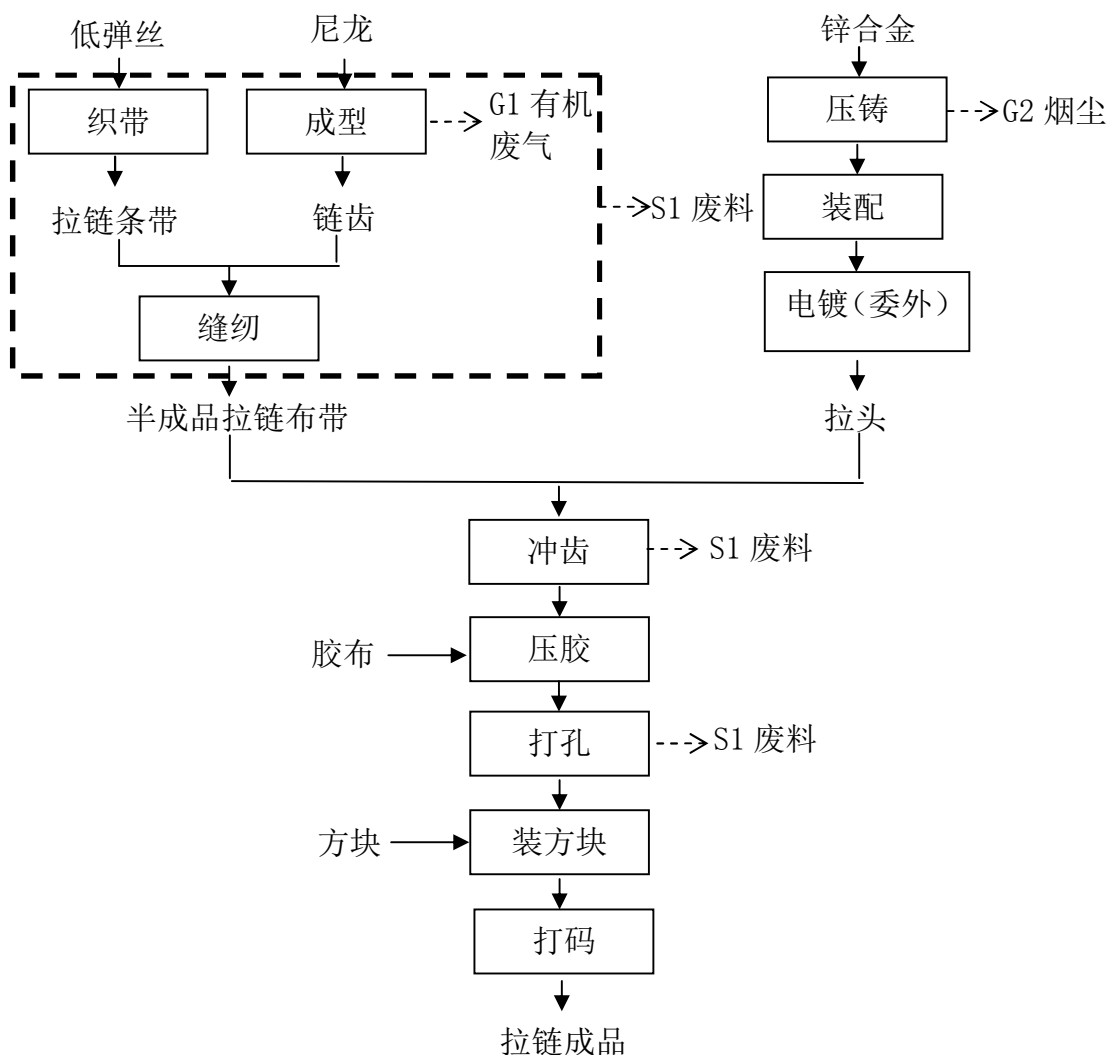 低弹丝
尼龙
锌合金
织带
成型
G1 有机
废气
压铸
G2 烟尘
拉链条带
链齿
S1 废料
装配
缝纫
电镀（委外）
半成品拉链布带
拉头
冲齿
S1 废料
胶布
压胶
打孔
S1 废料
方块
装方块
打码
拉链成品